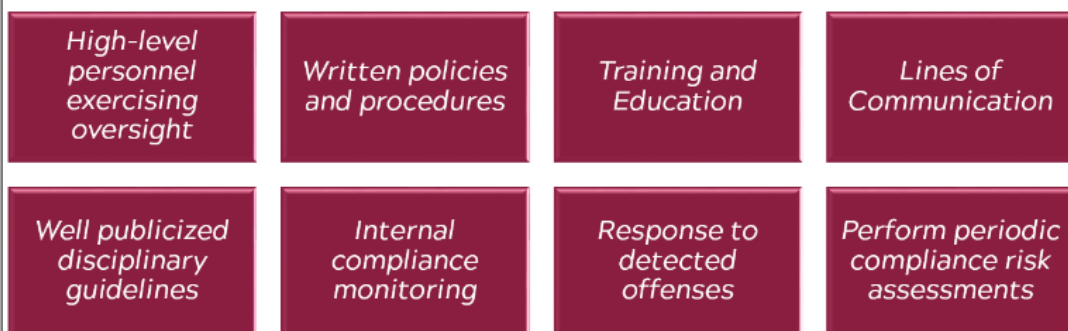 High-level
personnel
exercising
oversight
Written policies
and procedures
Training and
Education
Lines of
Communication
Well publicized
disciplinary
guidelines
Internal
compliance
monitoring
Response to
detected
offenses
Perform periodic
compliance risk
assessments